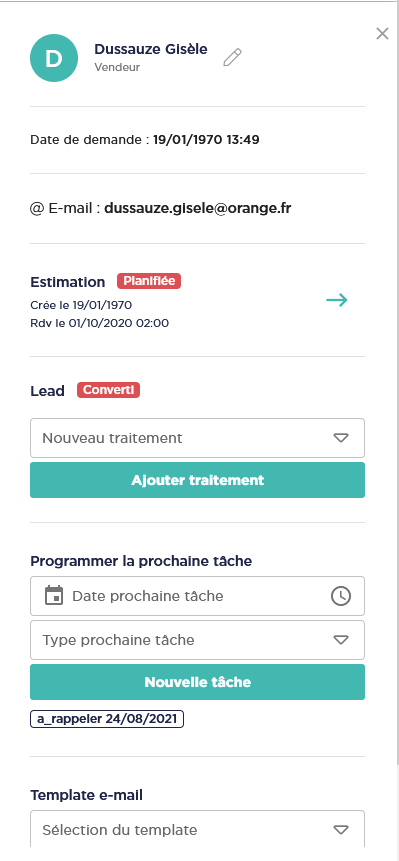 D
Dussauze Gisèle
Vendeur
Date de demande : 19/01/1970 13:49
@ E-mail : dussauze.gisele@orange.fr
Estimation Planifiée
Crée le 19/01/1970
Rdv le 01/10/2020 02:00
Lead Converti
Nouveau traitement
Ajouter traitement
Programmer la prochaine tâche
Date prochaine tâche
Type prochaine tâche
Nouvelle tâche
a_rappeler 24/08/2021
Template e-mail
Sélection du template